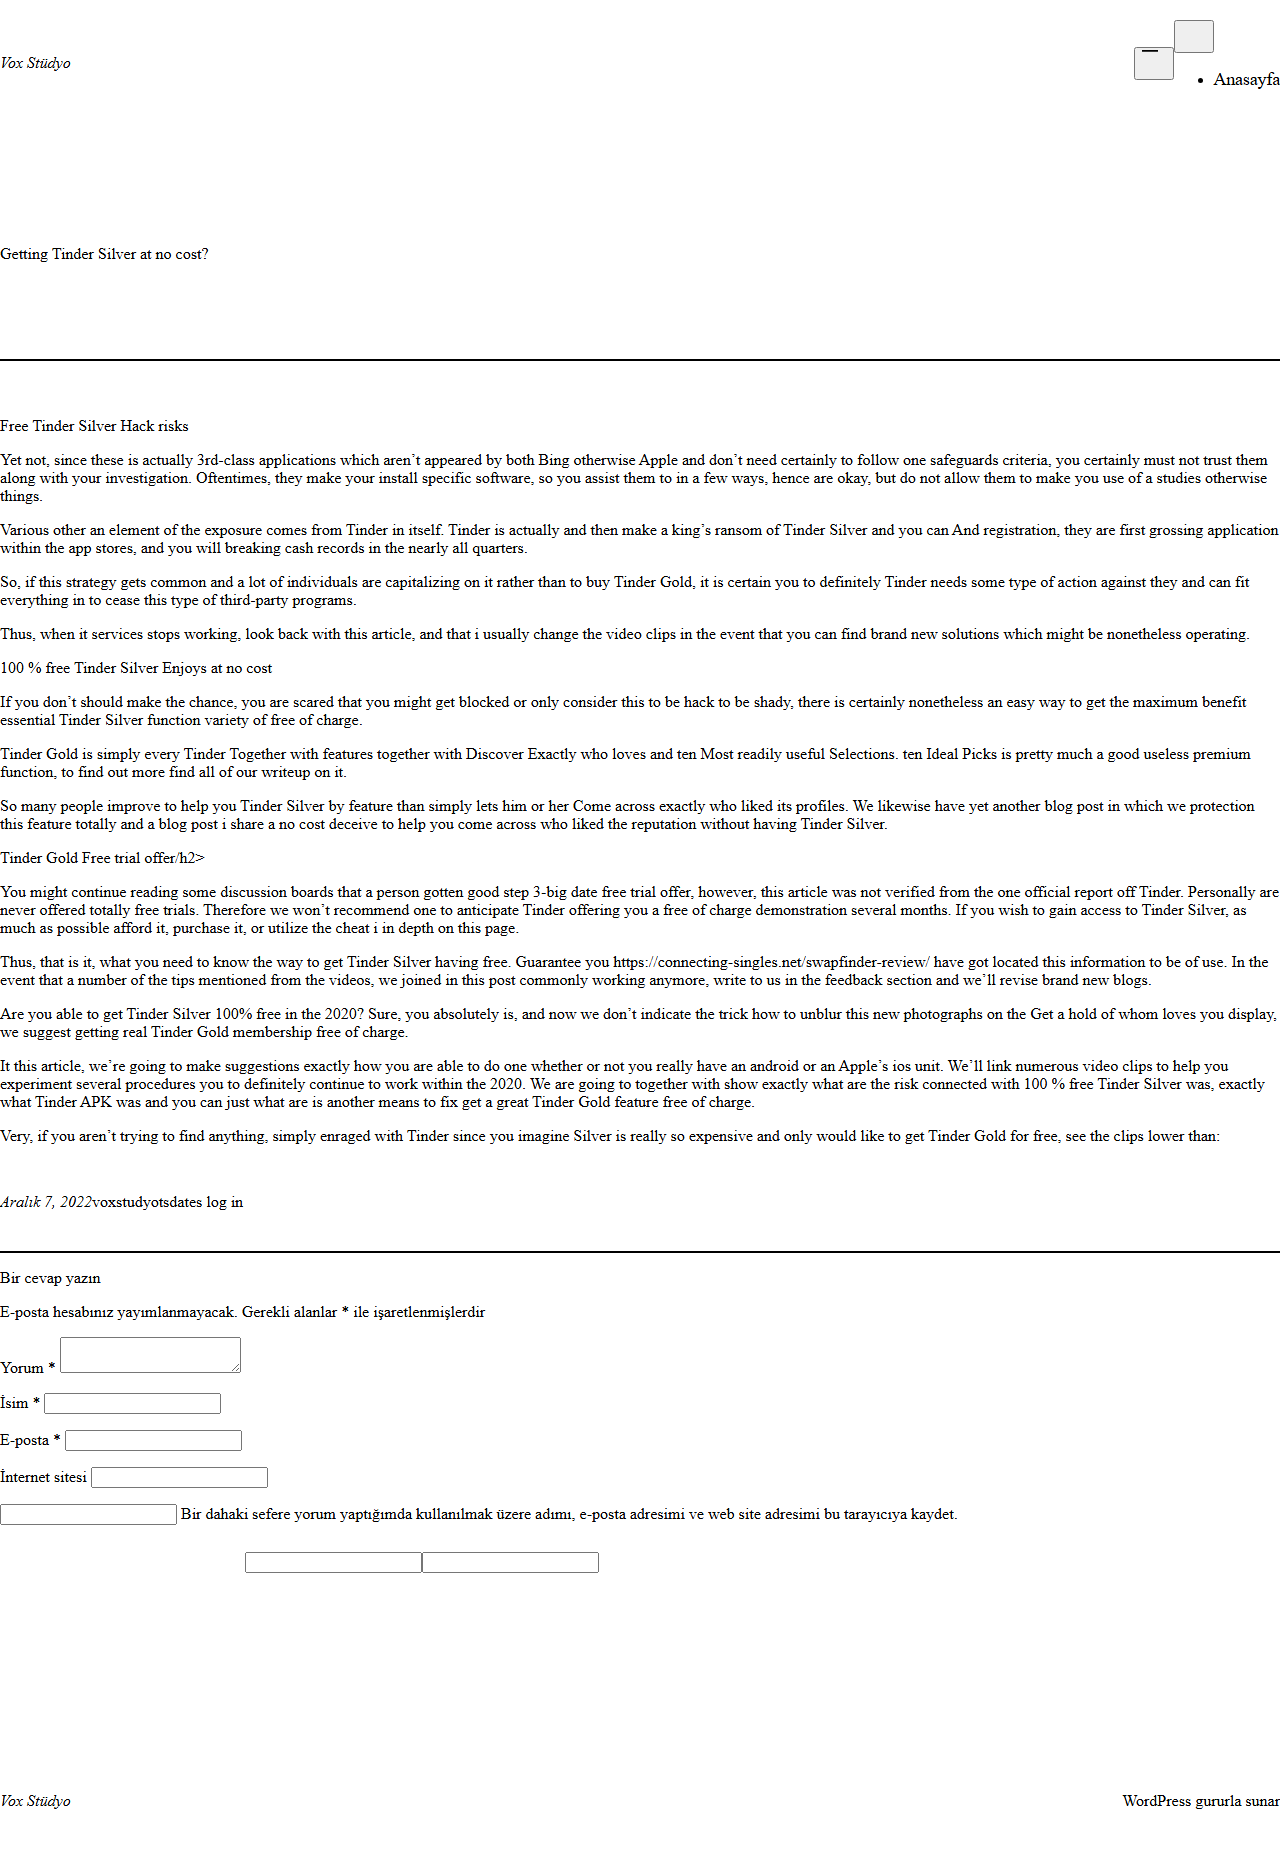 Vox Stüdyo
Anasayfa
Getting Tinder Silver at no cost?
Free Tinder Silver Hack risks
Yet not, since these is actually 3rd-class applications which aren’t appeared by both Bing otherwise Apple and don’t need certainly to follow one safeguards criteria, you certainly must not trust them
along with your investigation. Oftentimes, they make your install specific software, so you assist them to in a few ways, hence are okay, but do not allow them to make you use of a studies otherwise
things.
Various other an element of the exposure comes from Tinder in itself. Tinder is actually and then make a king’s ransom of Tinder Silver and you can And registration, they are first grossing application
within the app stores, and you will breaking cash records in the nearly all quarters.
So, if this strategy gets common and a lot of individuals are capitalizing on it rather than to buy Tinder Gold, it is certain you to definitely Tinder needs some type of action against they and can fit
everything in to cease this type of third-party programs.
Thus, when it services stops working, look back with this article, and that i usually change the video clips in the event that you can find brand new solutions which might be nonetheless operating.
100 % free Tinder Silver Enjoys at no cost
If you don’t should make the chance, you are scared that you might get blocked or only consider this to be hack to be shady, there is certainly nonetheless an easy way to get the maximum benefit
essential Tinder Silver function variety of free of charge.
Tinder Gold is simply every Tinder Together with features together with Discover Exactly who loves and ten Most readily useful Selections. ten Ideal Picks is pretty much a good useless premium
function, to find out more find all of our writeup on it.
So many people improve to help you Tinder Silver by feature than simply lets him or her Come across exactly who liked its profiles. We likewise have yet another blog post in which we protection
this feature totally and a blog post i share a no cost deceive to help you come across who liked the reputation without having Tinder Silver.
Tinder Gold Free trial offer/h2>
You might continue reading some discussion boards that a person gotten good step 3-big date free trial offer, however, this article was not verified from the one official report off Tinder. Personally are
never offered totally free trials. Therefore we won’t recommend one to anticipate Tinder offering you a free of charge demonstration several months. If you wish to gain access to Tinder Silver, as
much as possible afford it, purchase it, or utilize the cheat i in depth on this page.
Thus, that is it, what you need to know the way to get Tinder Silver having free. Guarantee you https://connecting-singles.net/swapfinder-review/ have got located this information to be of use. In the
event that a number of the tips mentioned from the videos, we joined in this post commonly working anymore, write to us in the feedback section and we’ll revise brand new blogs.
Are you able to get Tinder Silver 100% free in the 2020? Sure, you absolutely is, and now we don’t indicate the trick how to unblur this new photographs on the Get a hold of whom loves you display,
we suggest getting real Tinder Gold membership free of charge.
It this article, we’re going to make suggestions exactly how you are able to do one whether or not you really have an android or an Apple’s ios unit. We’ll link numerous video clips to help you
experiment several procedures you to definitely continue to work within the 2020. We are going to together with show exactly what are the risk connected with 100 % free Tinder Silver was, exactly
what Tinder APK was and you can just what are is another means to fix get a great Tinder Gold feature free of charge.
Very, if you aren’t trying to find anything, simply enraged with Tinder since you imagine Silver is really so expensive and only would like to get Tinder Gold for free, see the clips lower than:
Aralık 7, 2022voxstudyotsdates log in
Bir cevap yazın
E-posta hesabınız yayımlanmayacak. Gerekli alanlar * ile işaretlenmişlerdir
Yorum *
İsim *
E-posta *
İnternet sitesi
Bir dahaki sefere yorum yaptığımda kullanılmak üzere adımı, e-posta adresimi ve web site adresimi bu tarayıcıya kaydet.
Vox Stüdyo
WordPress gururla sunar